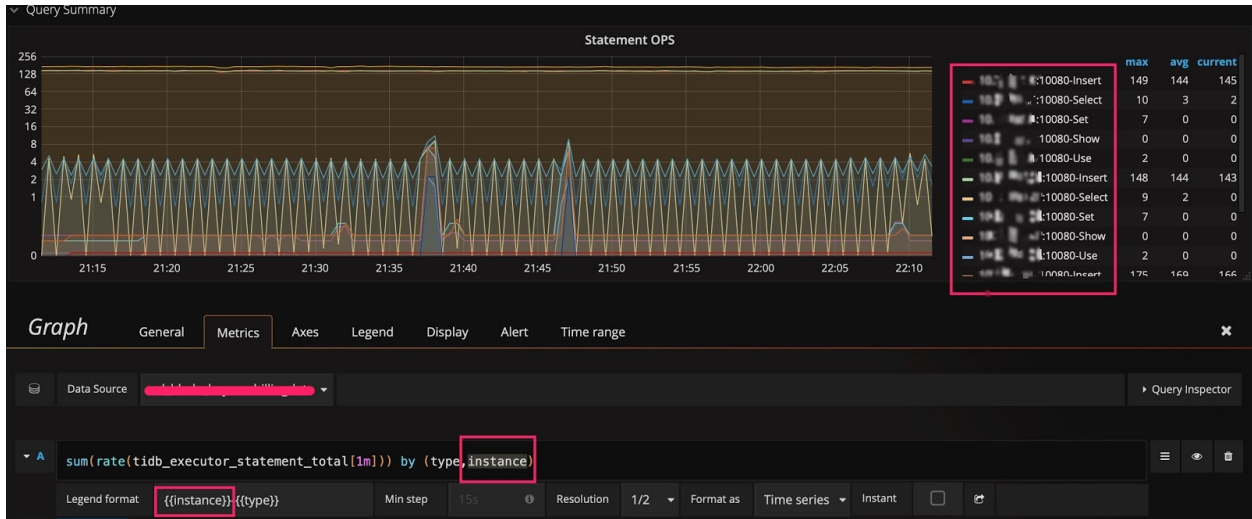 Query Summary
Statement OPS
256
128
64
32
16
8
4
2
1
0
21:15 21:20 21:25 21:30 21:35 21:40 21:45 21:50 21:55 22:00 22:05 22:10
max avg current
:10080-Insert 149 144 145
:10080-Select 10 3 2
:10080-Set 7 0 0
10080-Show 0 0 0
10080-Use 2 0 0
:10080-Insert 148 144 143
:10080-Select 9 2 0
:10080-Set 7 0 0
:10080-Show 0 0 0
:10080-Use 2 0 0
:10080-Insert 175 169 166
Graph General Metrics Axes Legend Display Alert Time range
Data Source Query Inspector
A sum(rate(tidb_executor_statement_total[1m])) by (type,instance)
Legend format {{instance}}-{{type}} Min step 15s Resolution 1/2 Format as Time series Instant